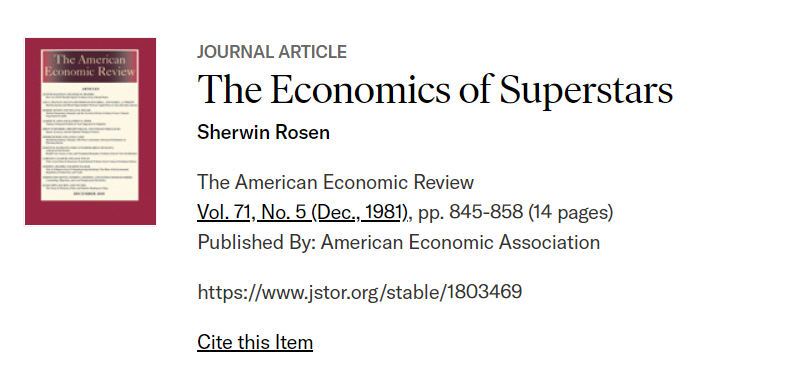 The American
Economic Review
ARTICLES
JOURNAL ARTICLE
The Economics of Superstars
Sherwin Rosen
The American Economic Review
Vol. 71, No. 5 (Dec., 1981), pp. 845-858 (14 pages)
Published By: American Economic Association
https://www.jstor.org/stable/1803469
Cite this Item